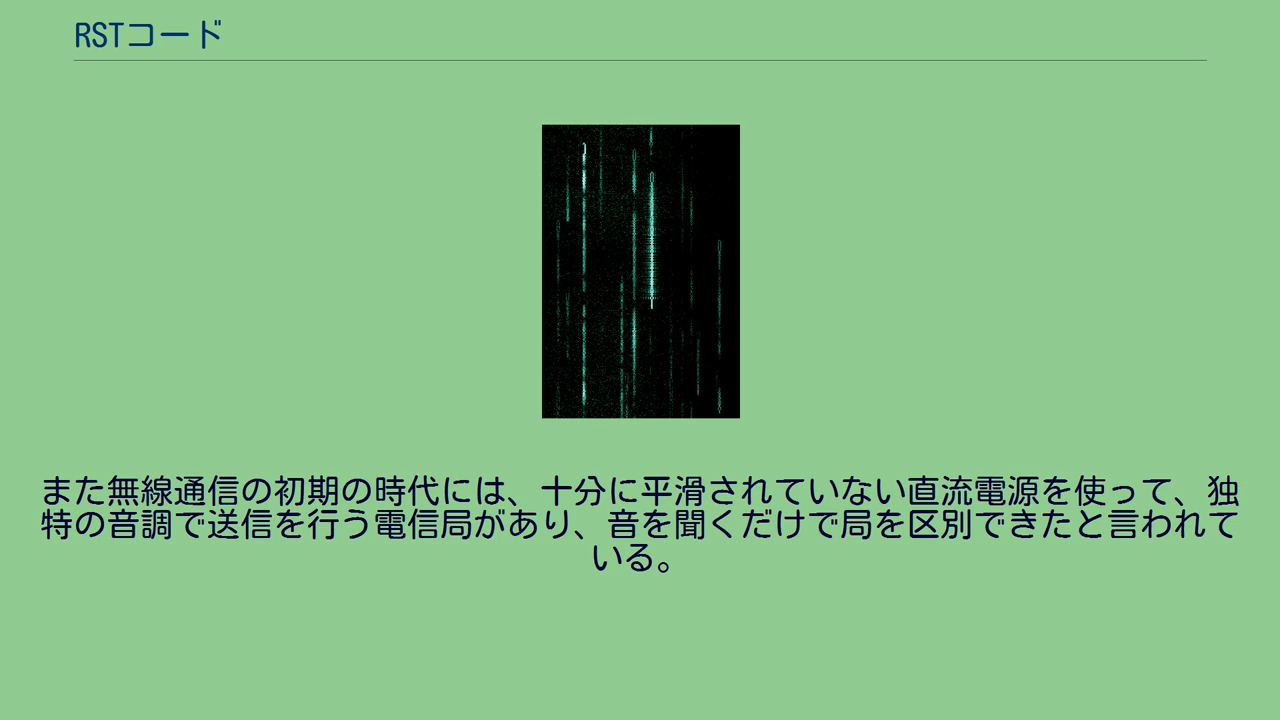 RSTコード
また無線通信の初期の時代には、十分に平滑されていない直流電源を使って、独
特の音調で送信を行う電信局があり、音を聞くだけで局を区別できたと言われて
いる。